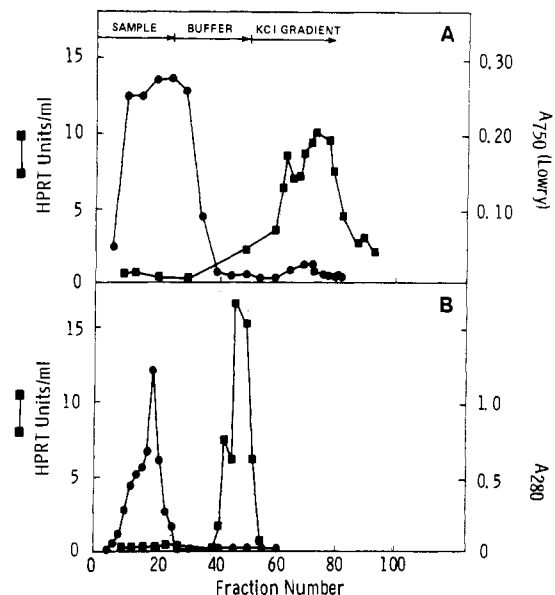 SAMPLE BUFFER KCl GRADIENT
A
15
10
5
0
HPRT Units/ml
0.30
0.20
0.10
0
A750 (Lowry)
B
15
10
5
0
HPRT Units/ml
1.0
0.5
0
A280
0 20 40 60 80 100
Fraction Number